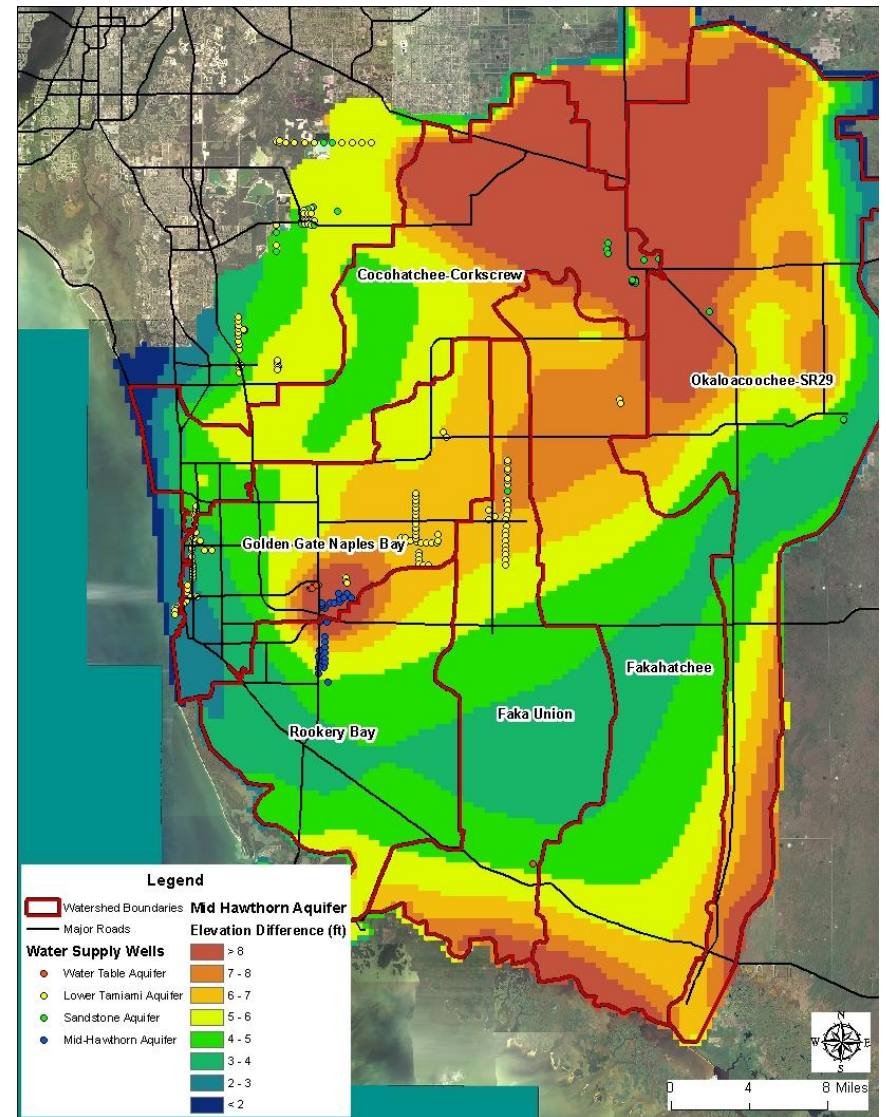 Cocohatchee-Corkscrew
Okaloacoochee-SR29
Golden Gate Naples Bay
Fakahatchee
Faka Union
Rookery Bay
Legend
Watershed Boundaries
Major Roads
Water Supply Wells
Water Table Aquifer
Lower Tamiami Aquifer
Sandstone Aquifer
Mid-Hawthorn Aquifer
Mid Hawthorn Aquifer
Elevation Difference (ft)
> 8
7 - 8
6 - 7
5 - 6
4 - 5
3 - 4
2 - 3
< 2
N
W E
S
0 4 8 Miles